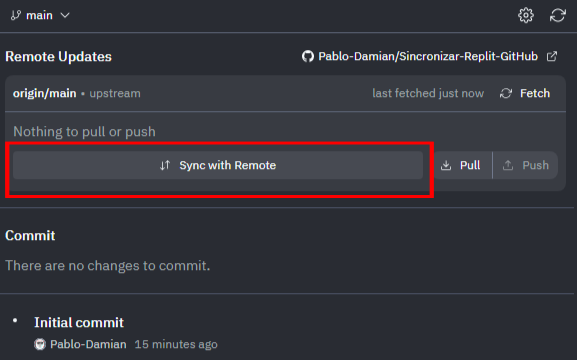 main
Remote Updates Pablo-Damian/Sincronizar-Replit-GitHub
origin/main • upstream last fetched just now Fetch
Nothing to pull or push
Sync with Remote Pull Push
Commit
There are no changes to commit.
• Initial commit
Pablo-Damian 15 minutes ago